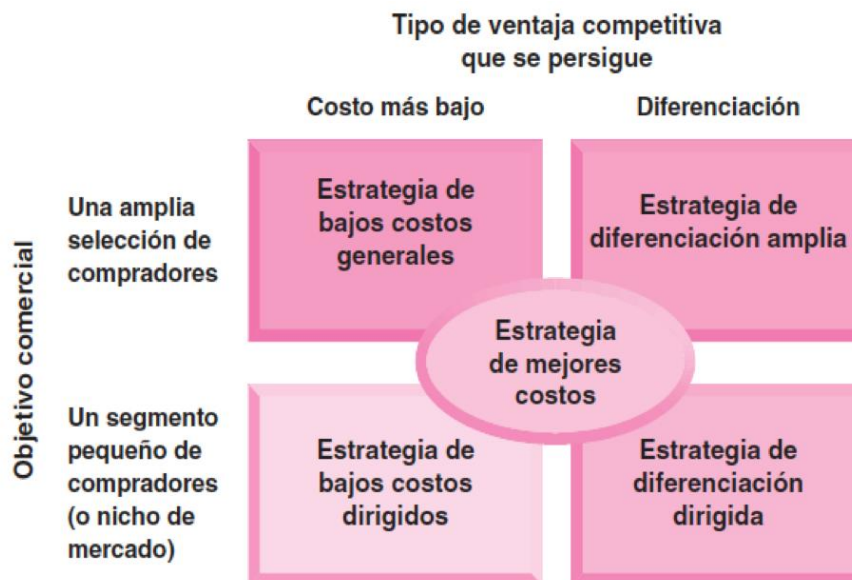 Tipo de ventaja competitiva
que se persigue
Costo más bajo
Diferenciación
Objetivo comercial
Una amplia
selección de
compradores
Estrategia de
bajos costos
generales
Estrategia de
diferenciación amplia
Estrategia
de mejores
costos
Un segmento
pequeño de
compradores
(o nicho de
mercado)
Estrategia de
bajos costos
dirigidos
Estrategia de
diferenciación
dirigida